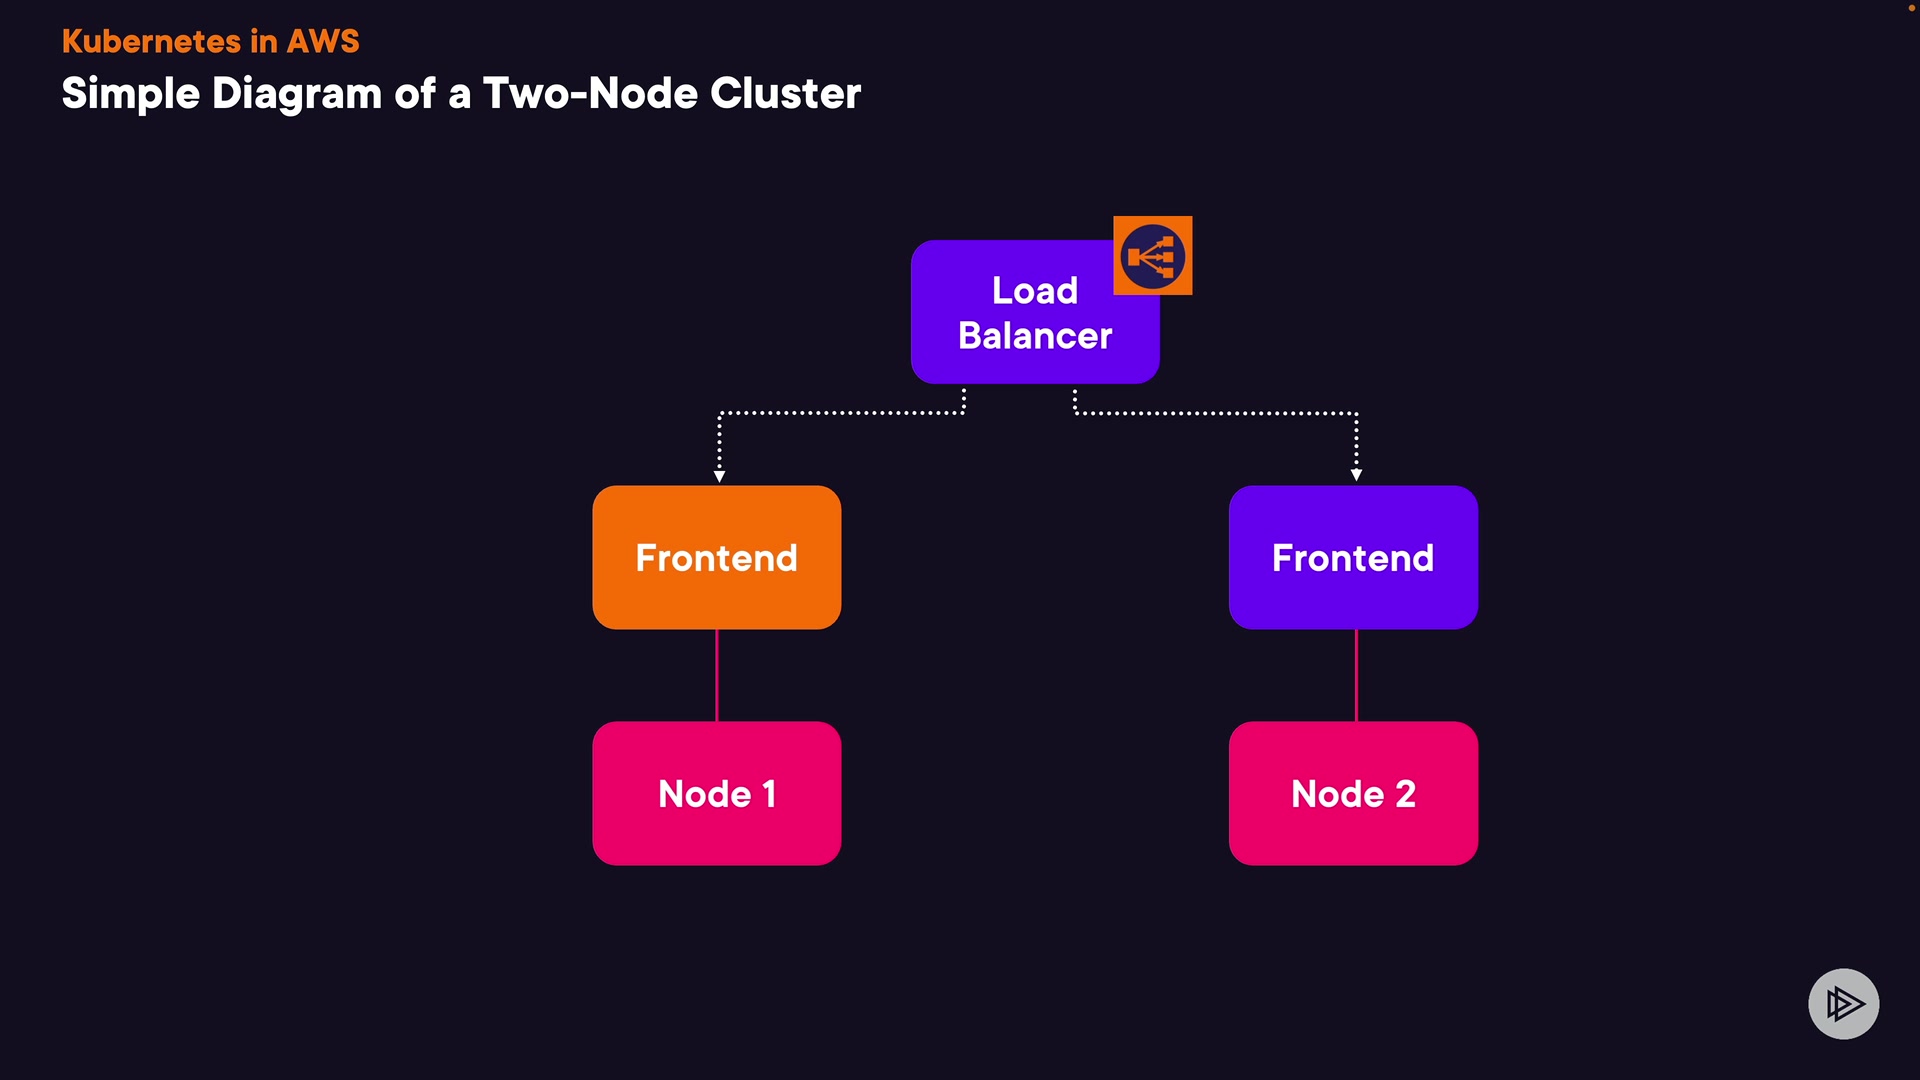 Kubernetes in AWS
Simple Diagram of a Two-Node Cluster
Load
Balancer
Frontend
Frontend
Node 1
Node 2